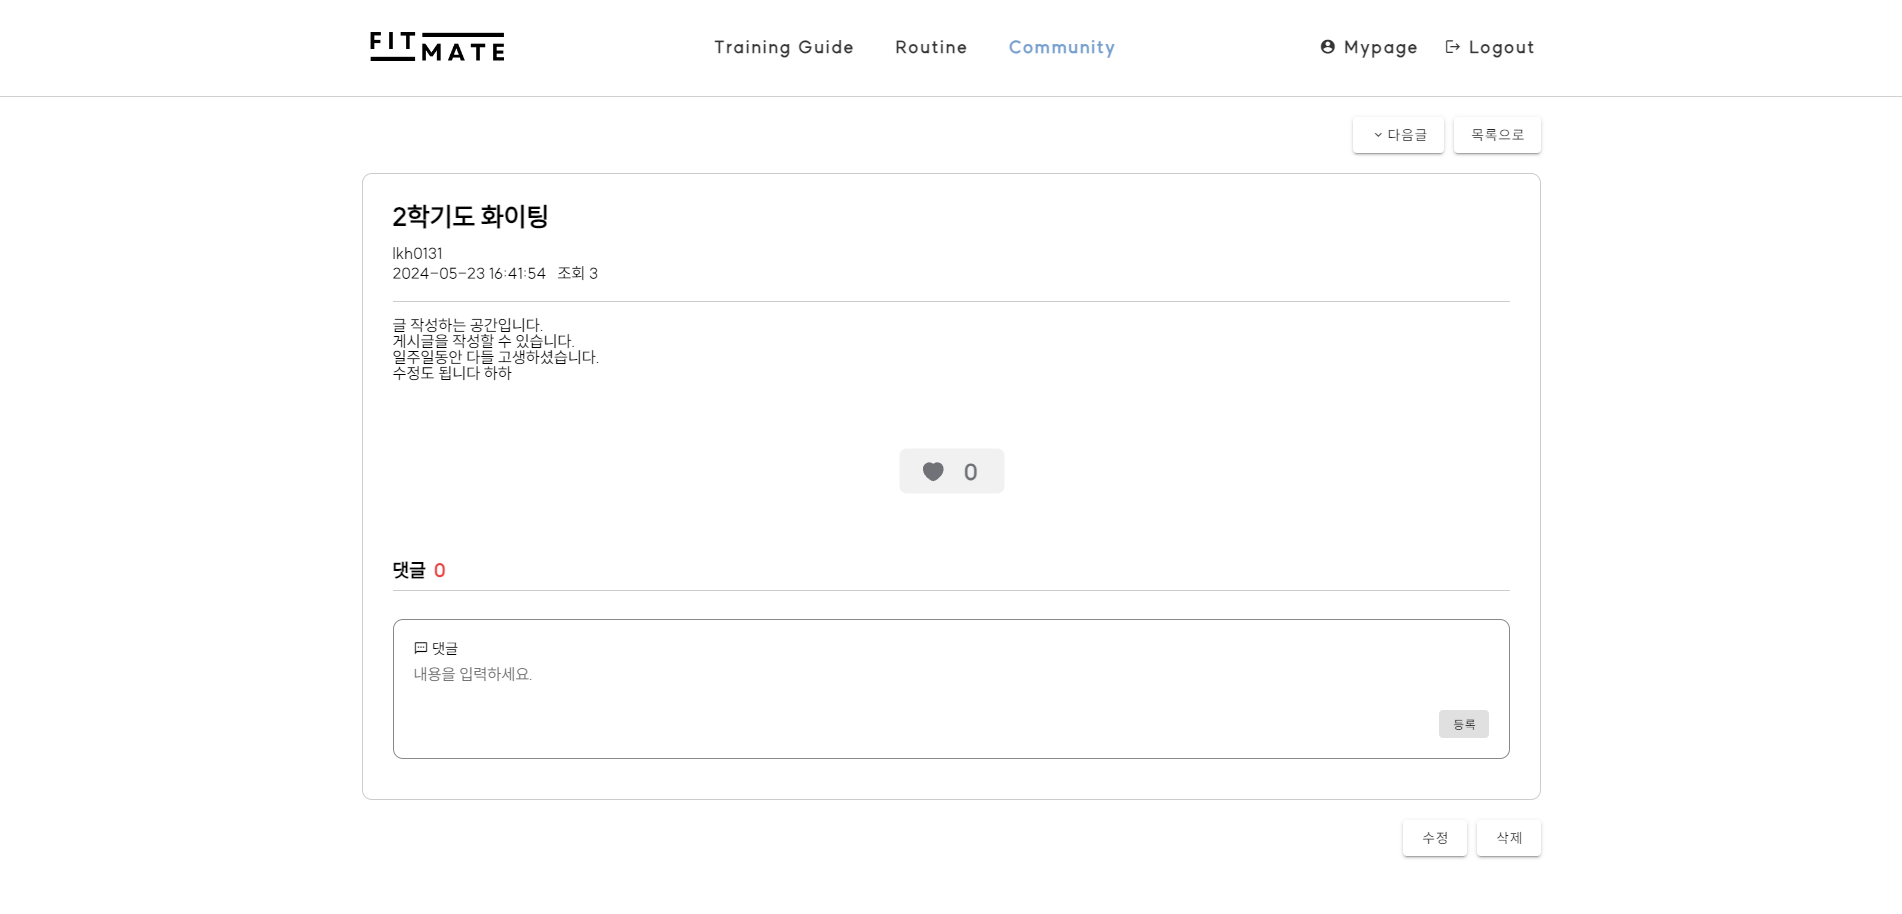 FIT MATE
Training Guide
Routine
Community
Mypage
Logout
다음글
목록으로
2학기도 화이팅
lkh0131
2024-05-23 16:41:54 조회 3
글 작성하는 공간입니다.
게시글을 작성할 수 있습니다.
일주일동안 다들 고생하셨습니다.
수정도 됩니다 하하
0
댓글 0
댓글
내용을 입력하세요.
등록
수정
삭제